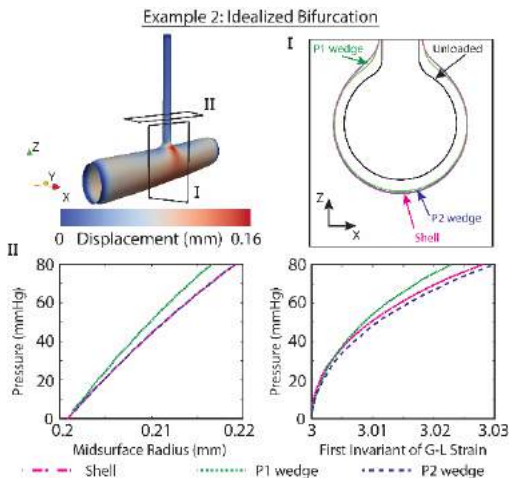 Example 2: Idealized Bifurcation
I
P1 wedge
Unloaded
II
Z
Y
X
I
0 Displacement (mm) 0.16
Z
X
P2 wedge
Shell
II
80
60
40
20
0
Pressure (mmHg)
0.2 0.21 0.22
Midsurface Radius (mm)
80
60
40
20
0
Pressure (mmHg)
3 3.01 3.02 3.03
First Invariant of G-L Strain
Shell P1 wedge P2 wedge